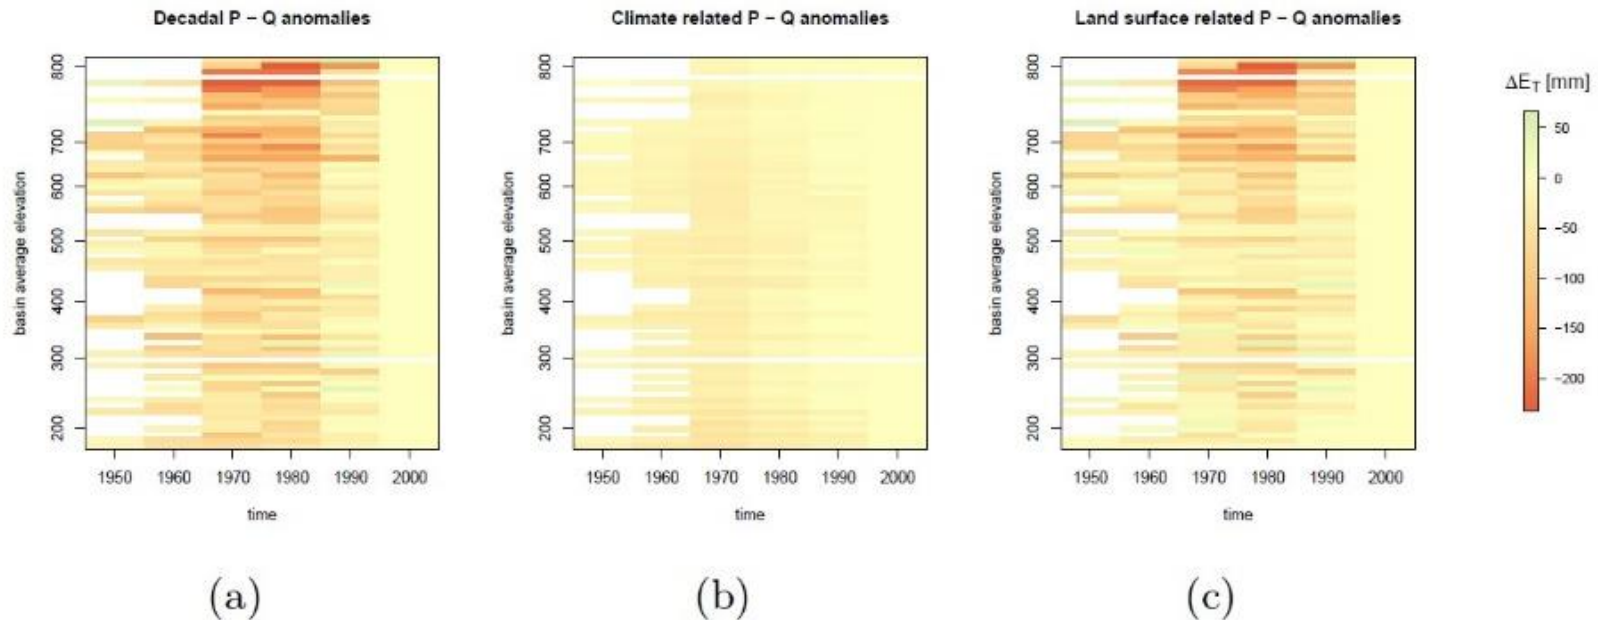 Decadal P − Q anomalies
Climate related P − Q anomalies
Land surface related P − Q anomalies
basin average elevation
800
700
600
500
400
300
200
1950 1960 1970 1980 1990 2000
time
basin average elevation
800
700
600
500
400
300
200
1950 1960 1970 1980 1990 2000
time
basin average elevation
800
700
600
500
400
300
200
1950 1960 1970 1980 1990 2000
time
ΔE_T [mm]
50
0
−50
−100
−150
−200
(a)
(b)
(c)